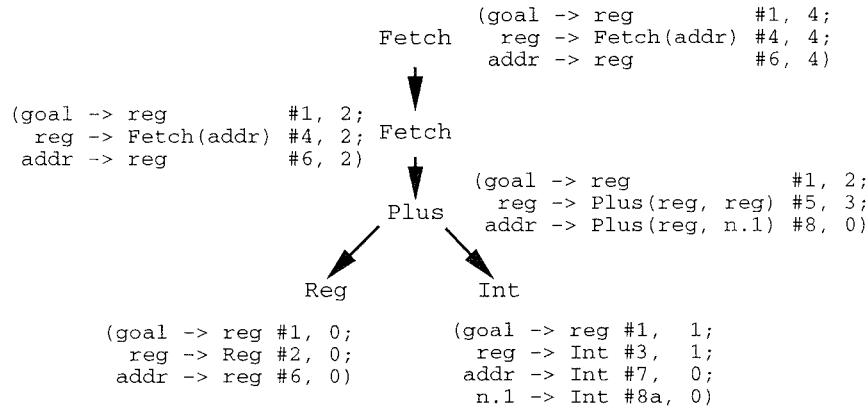 (goal -> reg #1, 4;
Fetch reg -> Fetch(addr) #4, 4;
addr -> reg #6, 4)
(goal -> reg #1, 2;
reg -> Fetch(addr) #4, 2; Fetch
addr -> reg #6, 2)
(goal -> reg #1, 2;
Plus reg -> Plus(reg, reg) #5, 3;
addr -> Plus(reg, n.1) #8, 0)
Reg Int
(goal -> reg #1, 0; (goal -> reg #1, 1;
reg -> Reg #2, 0; reg -> Int #3, 1;
addr -> reg #6, 0) addr -> Int #7, 0;
n.1 -> Int #8a, 0)